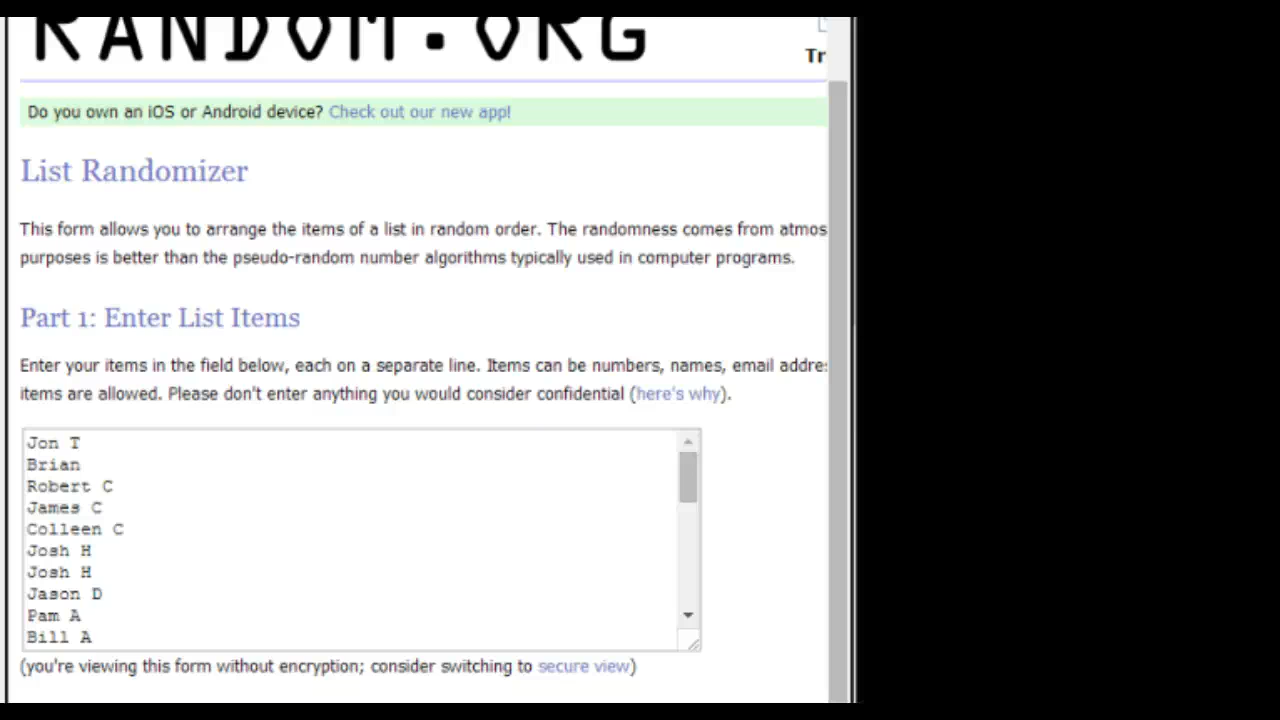 RANDOM.ORG
Tr
Do you own an iOS or Android device? Check out our new app!
List Randomizer
This form allows you to arrange the items of a list in random order. The randomness comes from atmos
purposes is better than the pseudo-random number algorithms typically used in computer programs.
Part 1: Enter List Items
Enter your items in the field below, each on a separate line. Items can be numbers, names, email addre
items are allowed. Please don't enter anything you would consider confidential (here's why).
Jon T
Brian
Robert C
James C
Colleen C
Josh H
Josh H
Jason D
Pam A
Bill A
(you're viewing this form without encryption; consider switching to secure view)